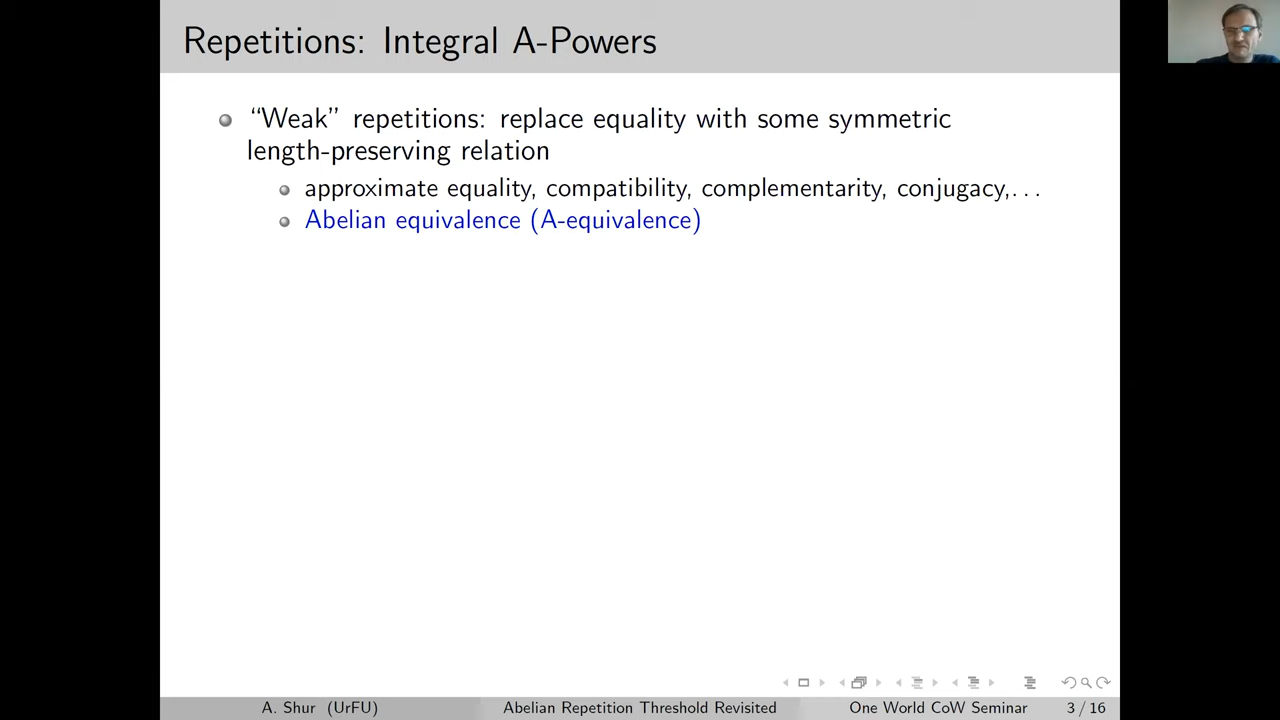 Repetitions: Integral A-Powers
“Weak” repetitions: replace equality with some symmetric
length-preserving relation
approximate equality, compatibility, complementarity, conjugacy,...
Abelian equivalence (A-equivalence)
A. Shur (UrFU) Abelian Repetition Threshold Revisited One World CoW Seminar 3 / 16